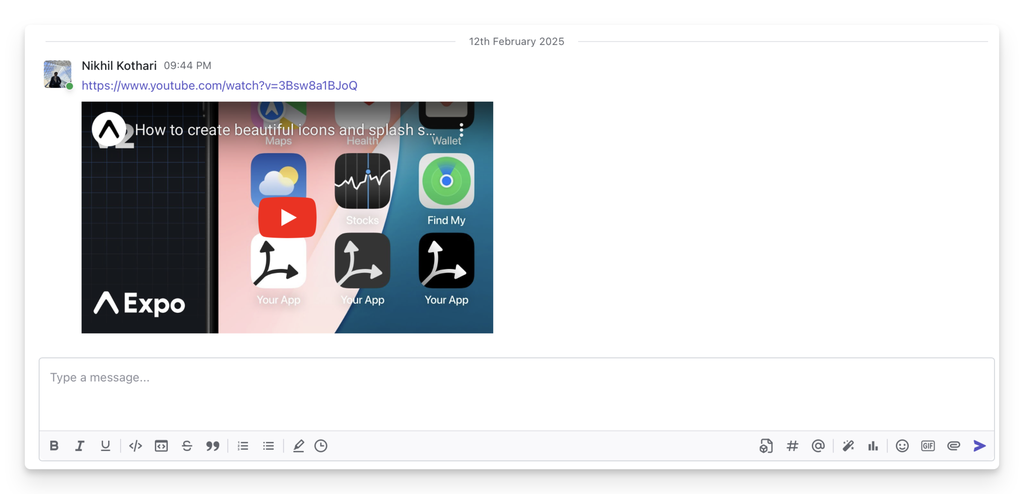 12th February 2025
Nikhil Kothari 09:44 PM
https://www.youtube.com/watch?v=3Bsw8a1BJoQ
How to create beautiful icons and splash s...
Maps Health Wallet
Stocks Find My
Your App Your App Your App
Expo
Type a message...
B I U S GIF